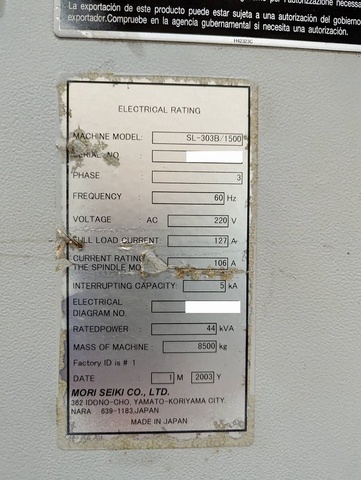 La exportación de este producto puede estar sujeta a una autorización del gobierno
exportador.Compruebe en la agencia gubernamental si necesita una autorización.
H42323C
ELECTRICAL RATING
MACHINE MODEL: SL-303B/1500
SERIAL NO.
PHASE 3
FREQUENCY 60 Hz
VOLTAGE AC 220 V
FULL LOAD CURRENT 127 A
CURRENT RATING
THE SPINDLE 106 A
INTERRUPTING CAPACITY: 5 kA
ELECTRICAL
DIAGRAM NO.
RATEDPOWER : 44 kVA
MASS OF MACHINE : 8500 kg
Factory ID is # 1
DATE 1 M 2003 Y
MORI SEIKI CO., LTD.
362 IDONO-CHO, YAMATO-KORIYAMA CITY.
NARA 639-1183.JAPAN
MADE IN JAPAN